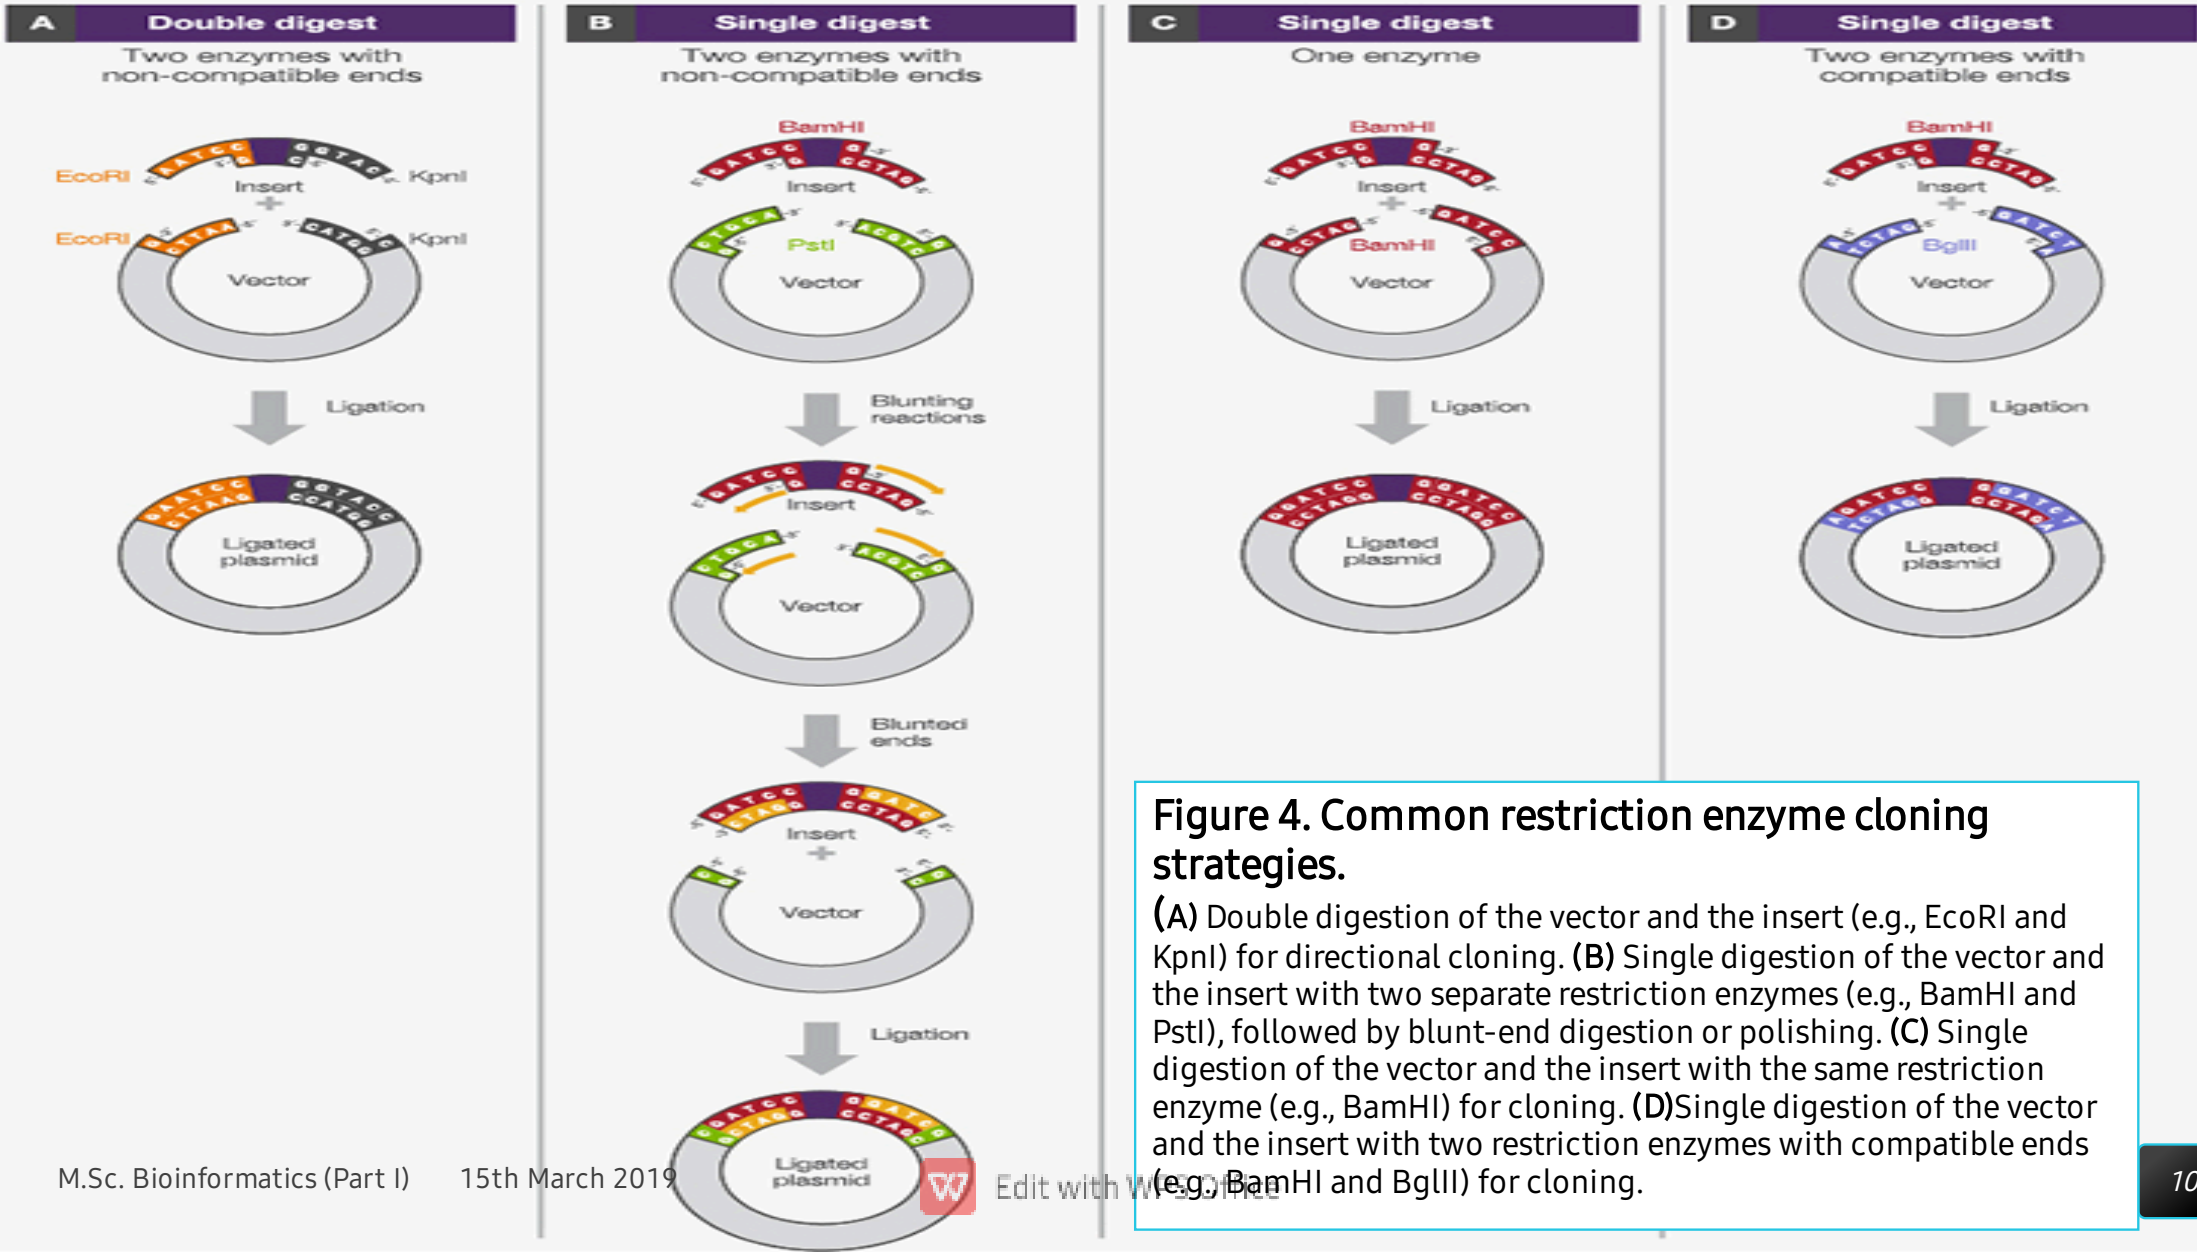 A Double digest
Two enzymes with
non-compatible ends
EcoRI
KpnI
Insert
+
EcoRI
KpnI
Vector
Ligation
Ligated
plasmid
B Single digest
Two enzymes with
non-compatible ends
BamHI
Insert
PstI
Vector
Blunting
reactions
Insert
Vector
Blunted
ends
Insert
+
Vector
Ligation
Ligated
plasmid
C Single digest
One enzyme
BamHI
Insert
+
BamHI
Vector
Ligation
Ligated
plasmid
D Single digest
Two enzymes with
compatible ends
BamHI
Insert
+
BglII
Vector
Ligation
Ligated
plasmid
Figure 4. Common restriction enzyme cloning
strategies.
(A) Double digestion of the vector and the insert (e.g., EcoRI and
KpnI) for directional cloning. (B) Single digestion of the vector and
the insert with two separate restriction enzymes (e.g., BamHI and
PstI), followed by blunt-end digestion or polishing. (C) Single
digestion of the vector and the insert with the same restriction
enzyme (e.g., BamHI) for cloning. (D)Single digestion of the vector
and the insert with two restriction enzymes with compatible ends
(e.g., BamHI and BglII) for cloning.
M.Sc. Bioinformatics (Part I) 15th March 2019
Edit with WPS Office
10